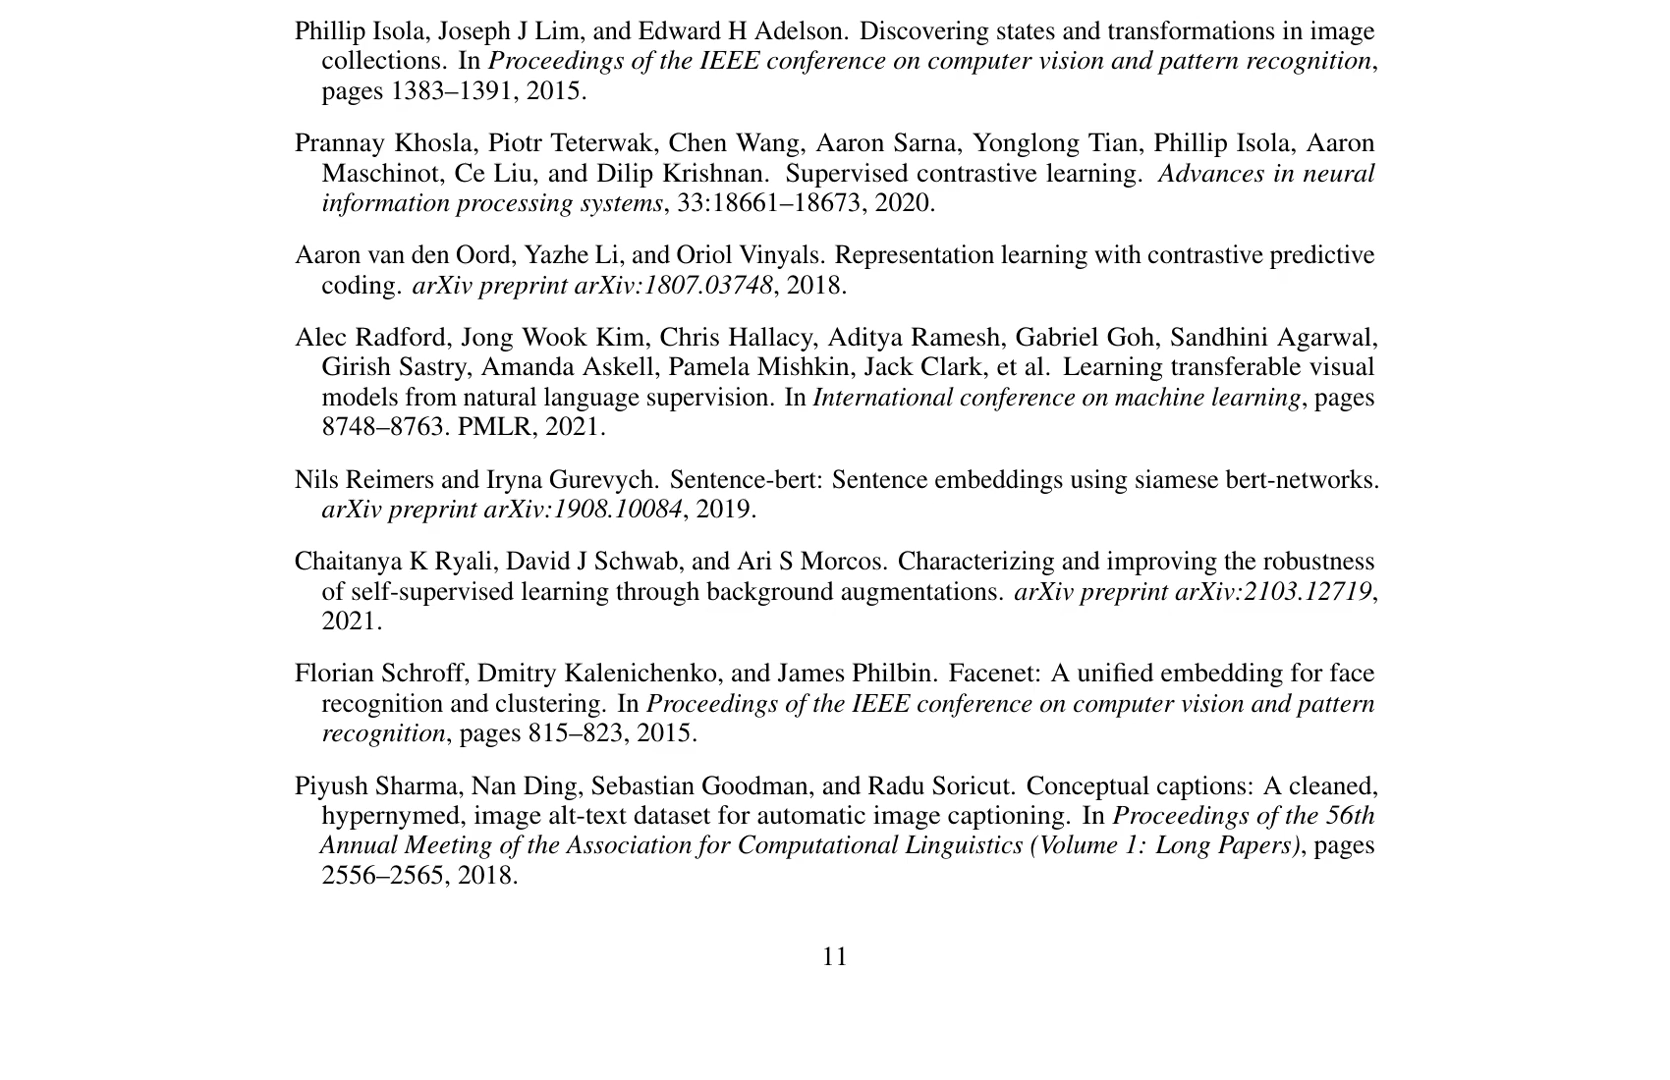 Phillip Isola, Joseph J Lim, and Edward H Adelson. Discovering states and transformations in image
collections. In Proceedings of the IEEE conference on computer vision and pattern recognition,
pages 1383–1391, 2015.
Prannay Khosla, Piotr Teterwak, Chen Wang, Aaron Sarna, Yonglong Tian, Phillip Isola, Aaron
Maschinot, Ce Liu, and Dilip Krishnan. Supervised contrastive learning. Advances in neural
information processing systems, 33:18661–18673, 2020.
Aaron van den Oord, Yazhe Li, and Oriol Vinyals. Representation learning with contrastive predictive
coding. arXiv preprint arXiv:1807.03748, 2018.
Alec Radford, Jong Wook Kim, Chris Hallacy, Aditya Ramesh, Gabriel Goh, Sandhini Agarwal,
Girish Sastry, Amanda Askell, Pamela Mishkin, Jack Clark, et al. Learning transferable visual
models from natural language supervision. In International conference on machine learning, pages
8748–8763. PMLR, 2021.
Nils Reimers and Iryna Gurevych. Sentence-bert: Sentence embeddings using siamese bert-networks.
arXiv preprint arXiv:1908.10084, 2019.
Chaitanya K Ryali, David J Schwab, and Ari S Morcos. Characterizing and improving the robustness
of self-supervised learning through background augmentations. arXiv preprint arXiv:2103.12719,
2021.
Florian Schroff, Dmitry Kalenichenko, and James Philbin. Facenet: A unified embedding for face
recognition and clustering. In Proceedings of the IEEE conference on computer vision and pattern
recognition, pages 815–823, 2015.
Piyush Sharma, Nan Ding, Sebastian Goodman, and Radu Soricut. Conceptual captions: A cleaned,
hypernymed, image alt-text dataset for automatic image captioning. In Proceedings of the 56th
Annual Meeting of the Association for Computational Linguistics (Volume 1: Long Papers), pages
2556–2565, 2018.
11